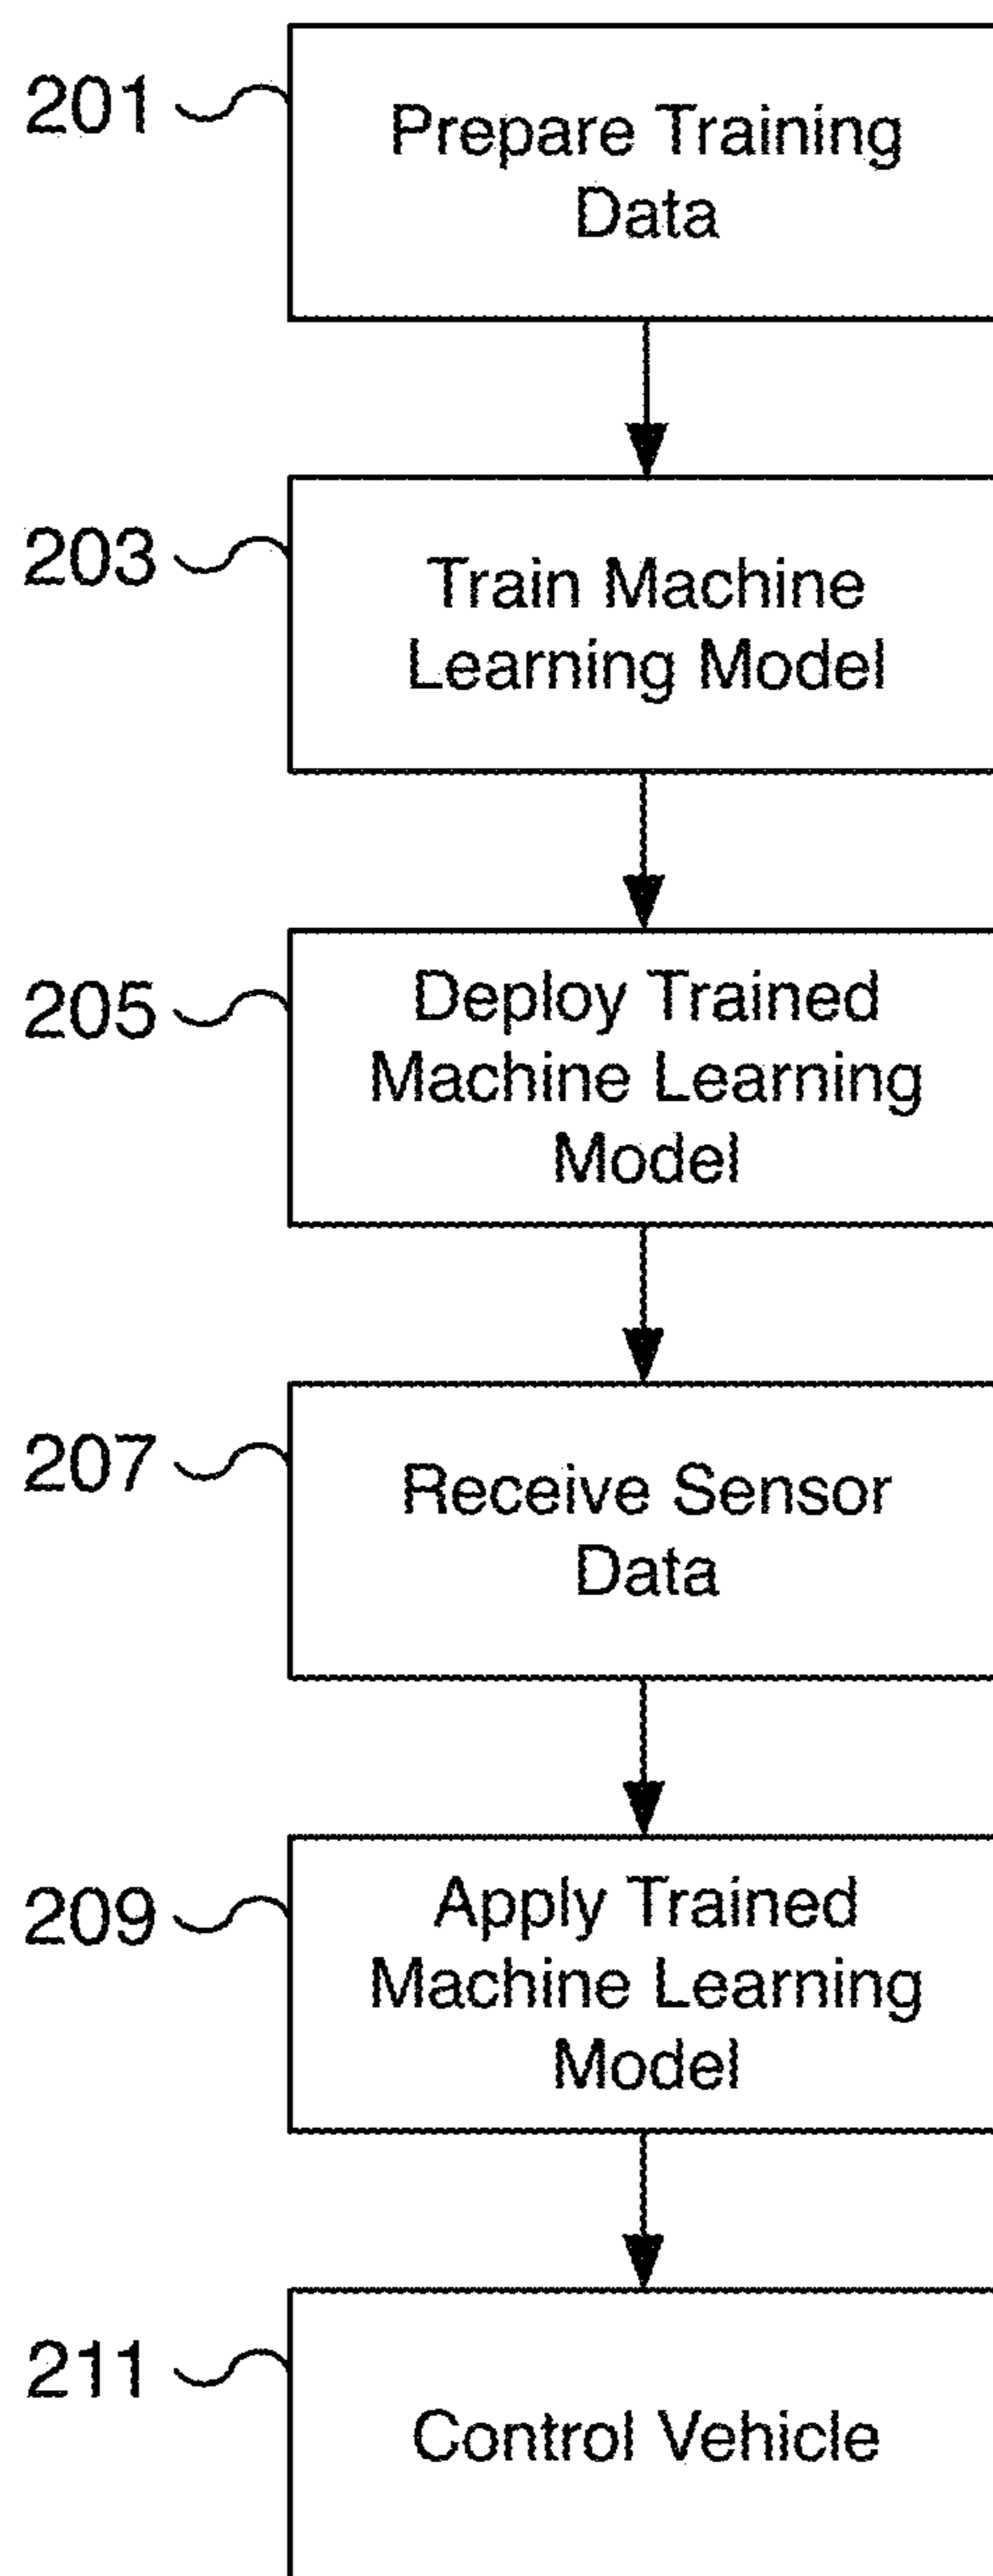 201
Prepare Training
Data
203
Train Machine
Learning Model
205
Deploy Trained
Machine Learning
Model
207
Receive Sensor
Data
209
Apply Trained
Machine Learning
Model
211
Control Vehicle